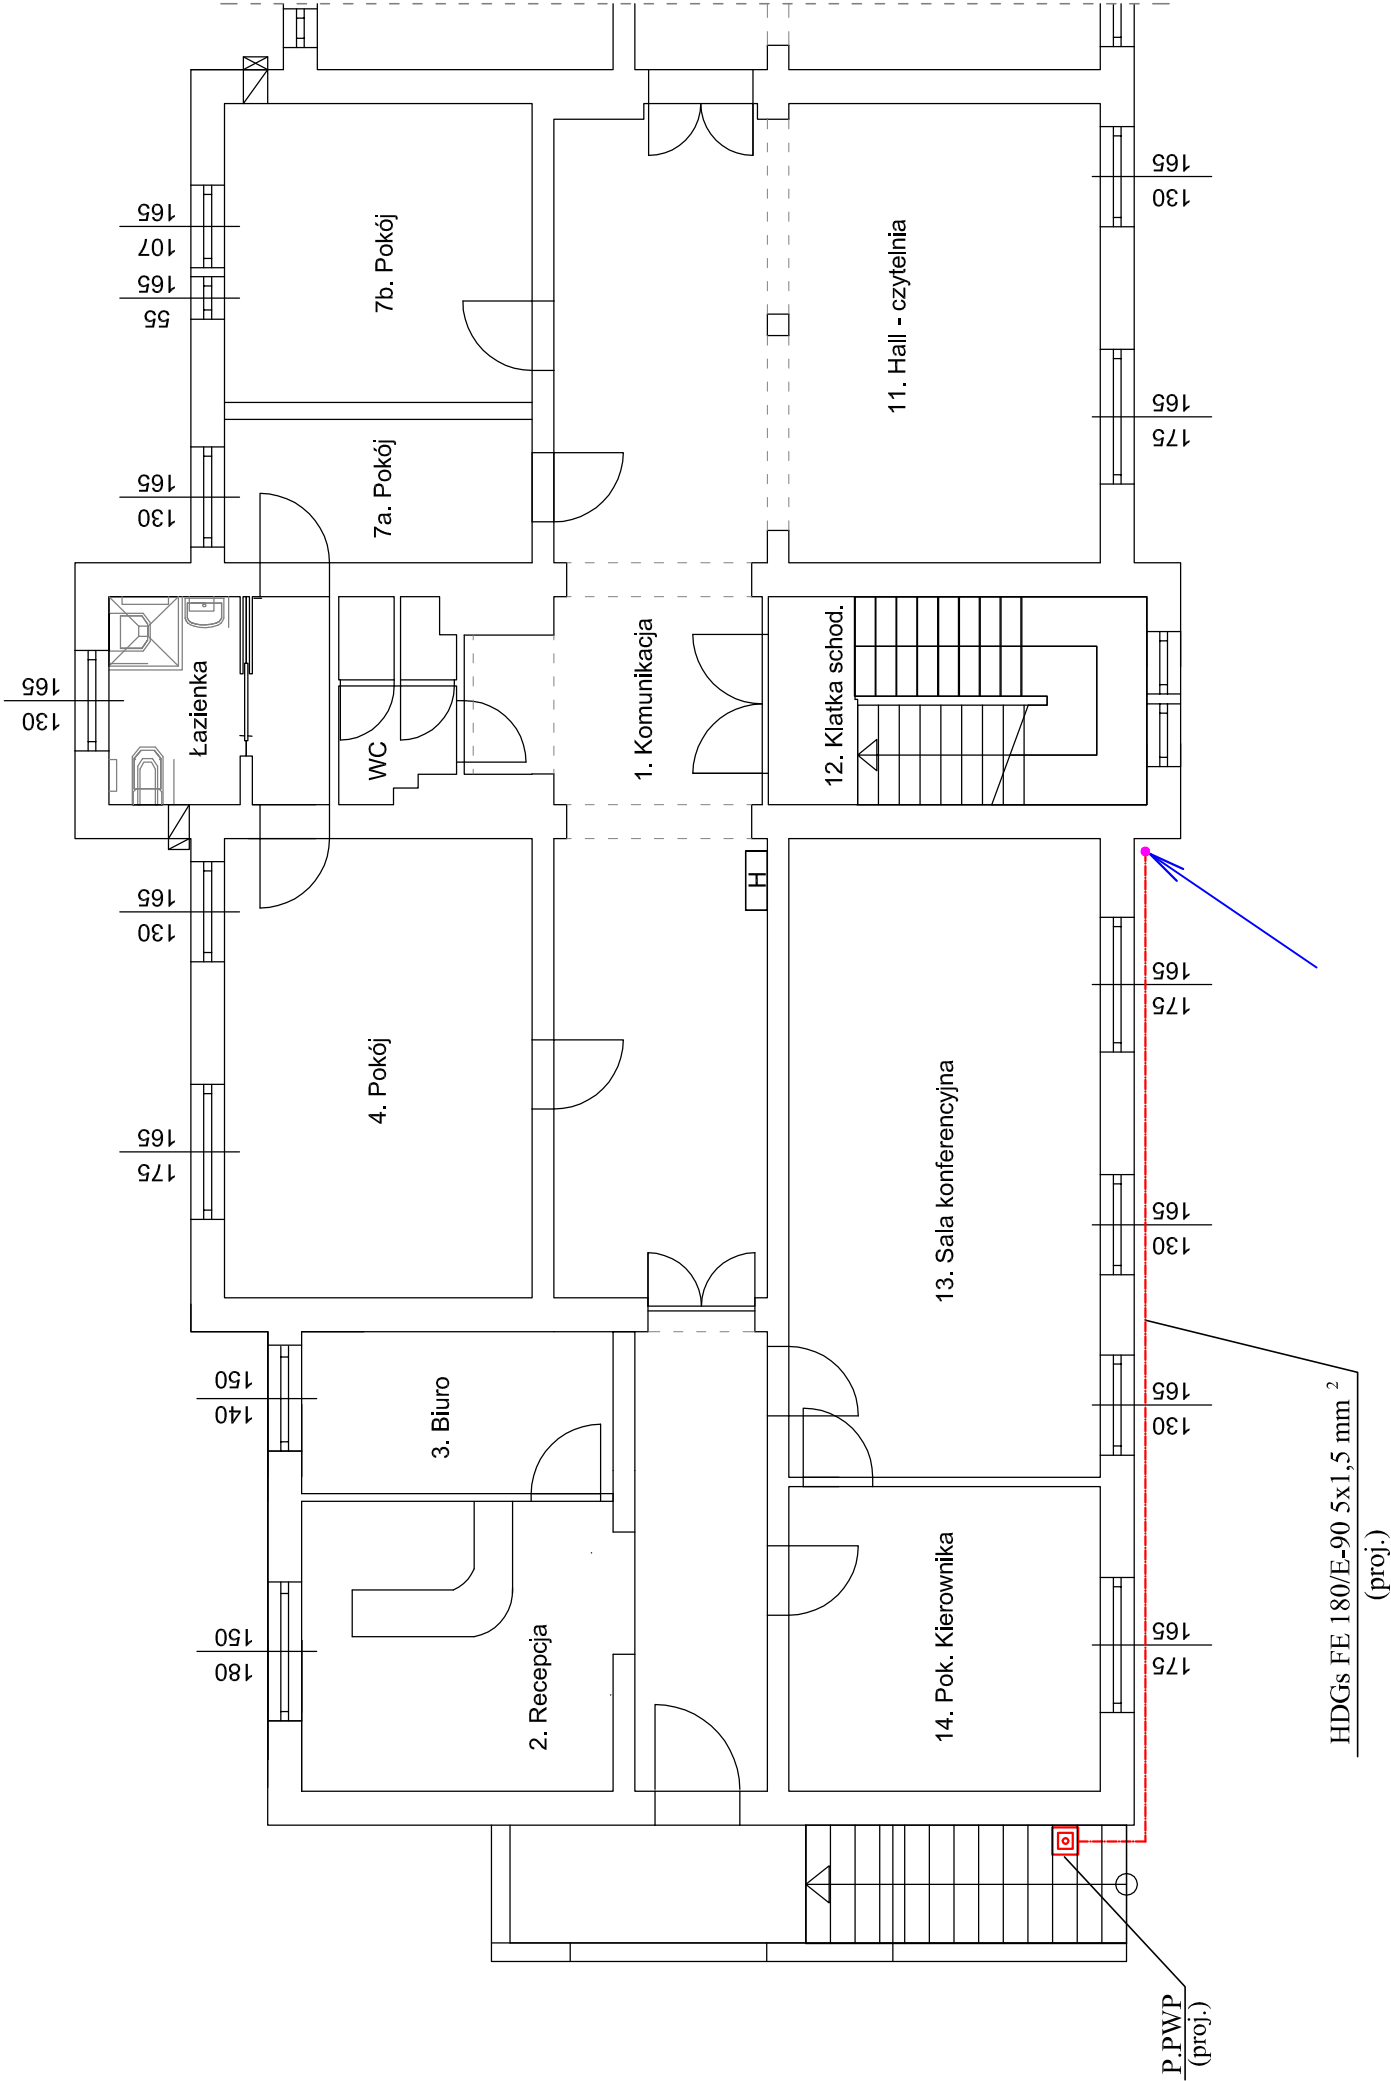 165
130
165
107
165
55
165
130
165
130
165
175
150
140
150
180
7b. Pokój
7a. Pokój
Łazienka
WC
4. Pokój
3. Biuro
2. Recepcja
1. Komunikacja
H
11. Hall - czytelnia
12. Klatka schod.
13. Sala konferencyjna
14. Pok. Kierownika
165
130
165
175
165
175
165
130
165
130
165
175
HDGs FE 180/E-90 5x1,5 mm ²
(proj.)
P.PWP
(proj.)